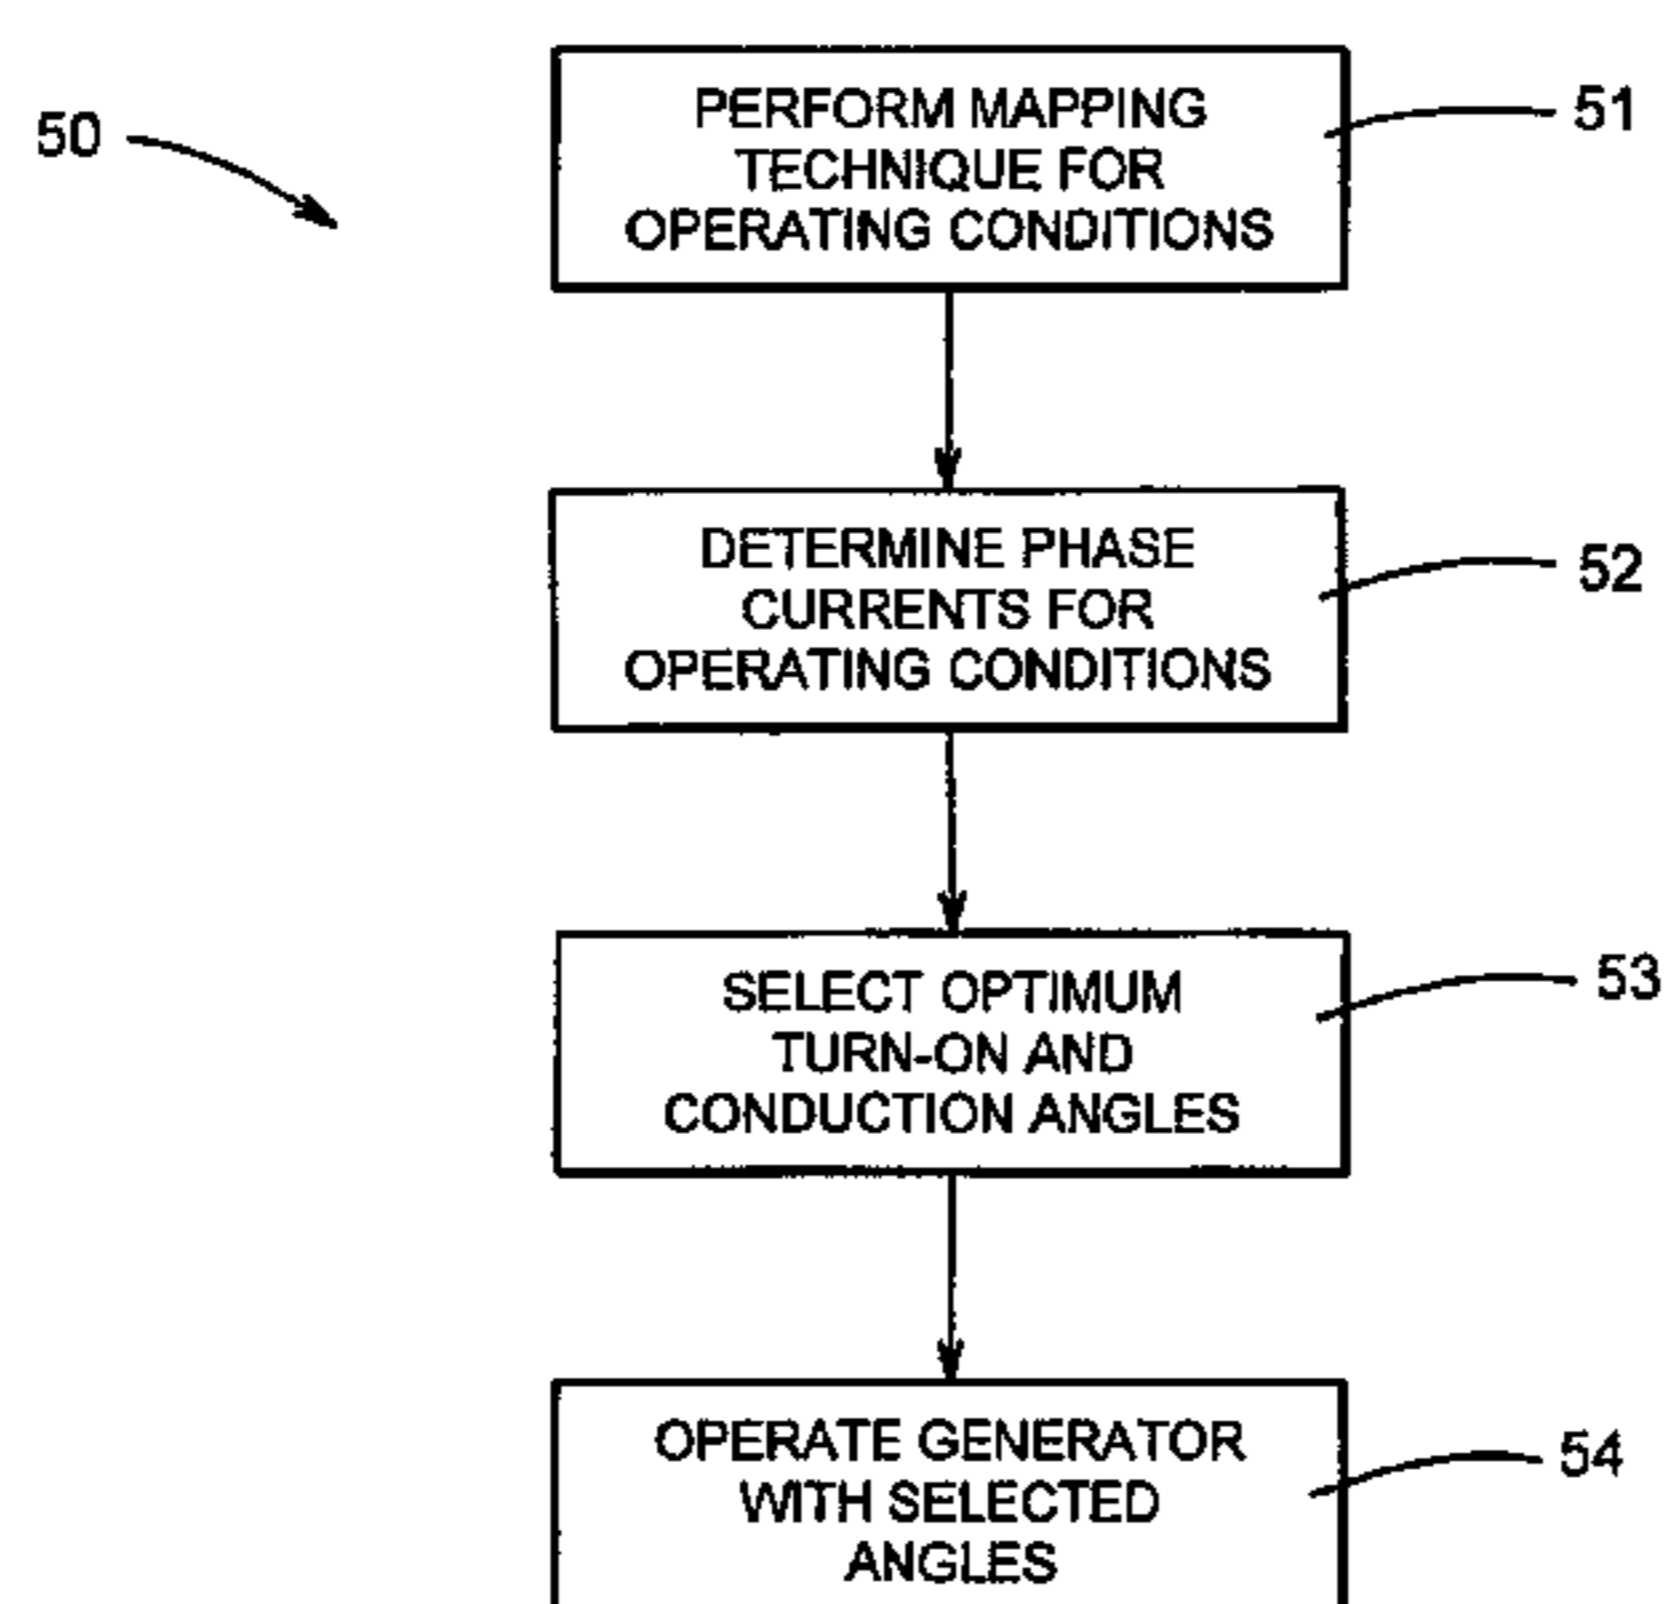 50
PERFORM MAPPING
TECHNIQUE FOR
OPERATING CONDITIONS
51
DETERMINE PHASE
CURRENTS FOR
OPERATING CONDITIONS
52
SELECT OPTIMUM
TURN-ON AND
CONDUCTION ANGLES
53
OPERATE GENERATOR
WITH SELECTED
ANGLES
54